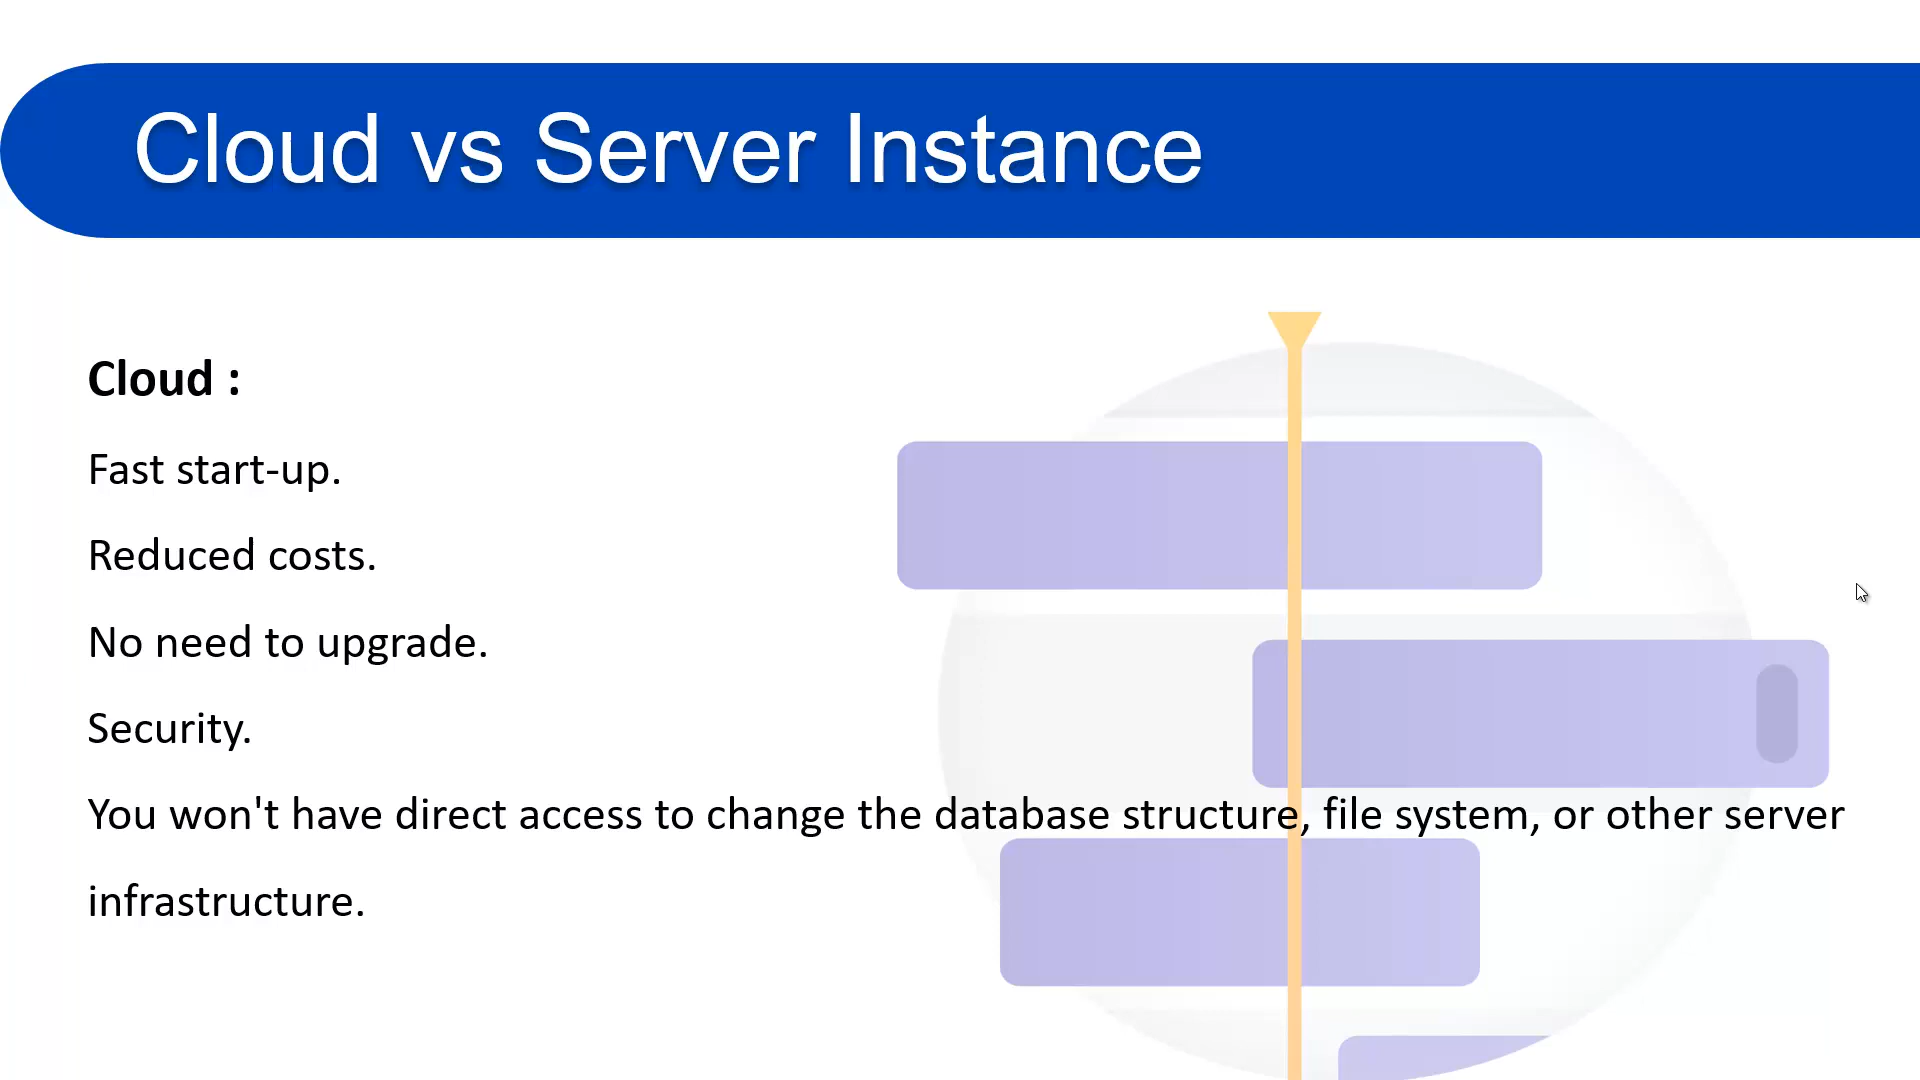 Cloud vs Server Instance
Cloud :
Fast start-up.
Reduced costs.
No need to upgrade.
Security.
You won't have direct access to change the database structure, file system, or other server
infrastructure.